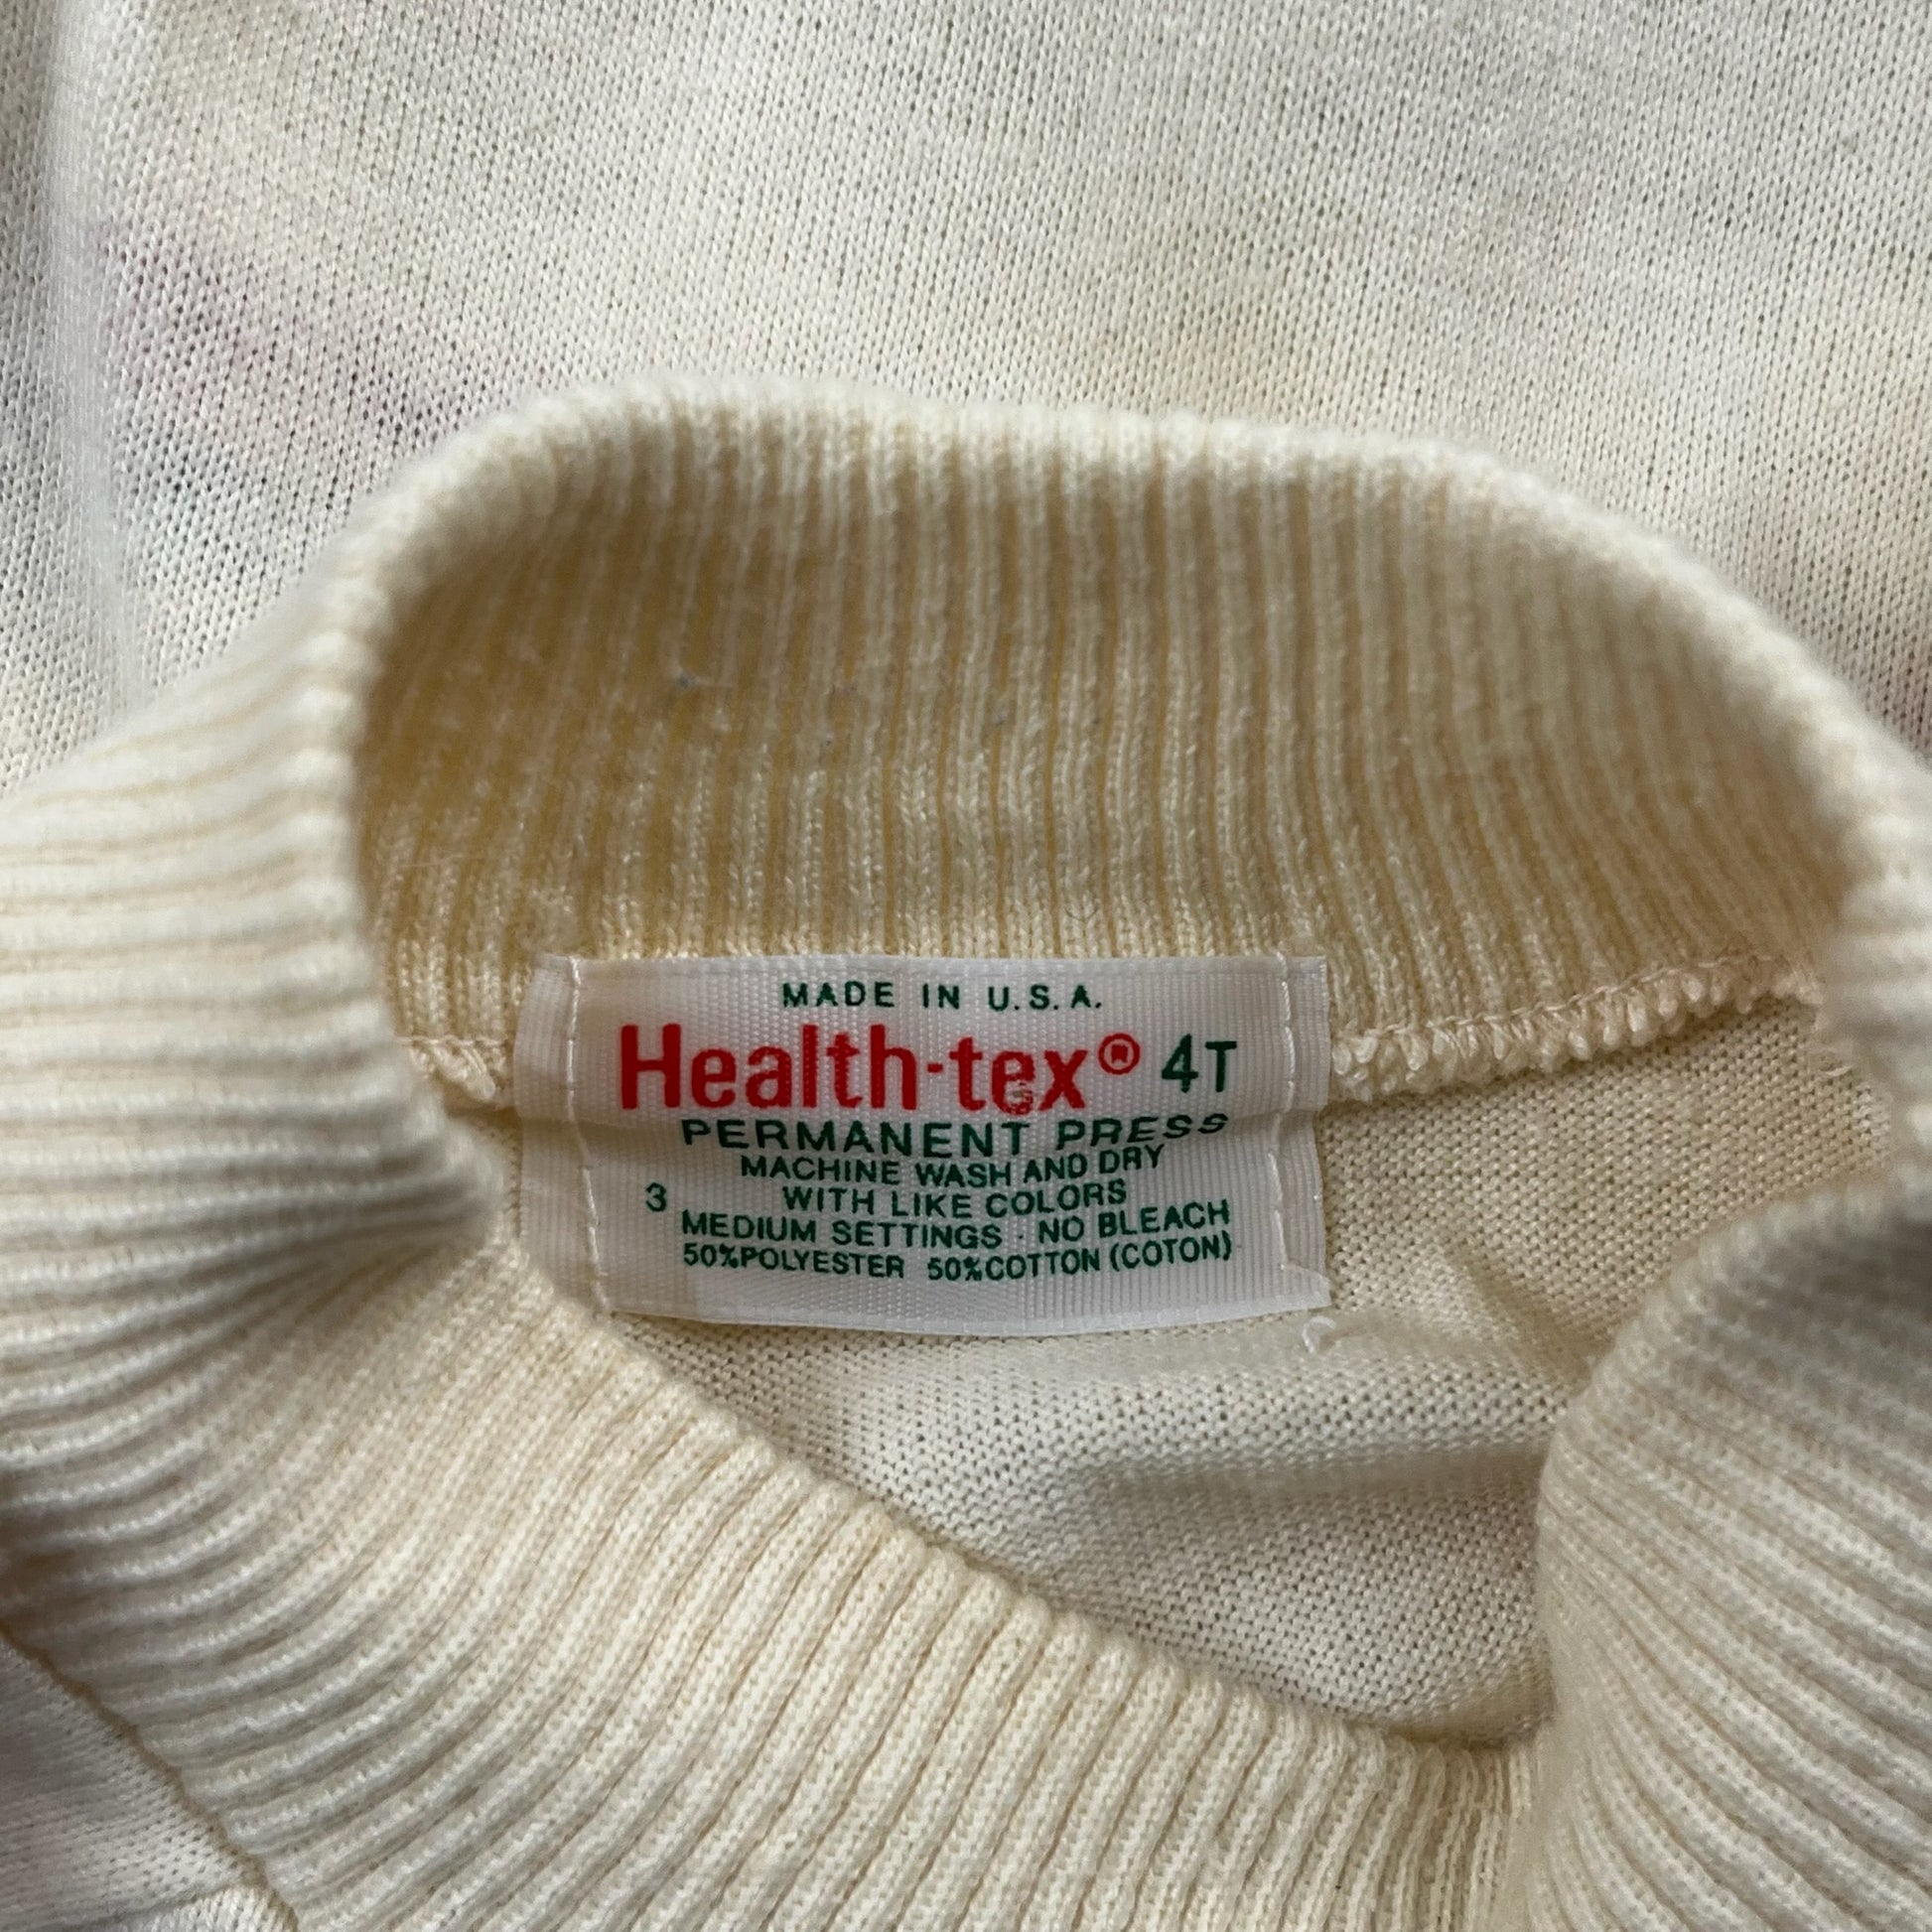 MADE IN U.S.A.
Health-tex® 4T
PERMANENT PRESS
MACHINE WASH AND DRY
3 WITH LIKE COLORS
MEDIUM SETTINGS · NO BLEACH
50%POLYESTER 50%COTTON (COTON)